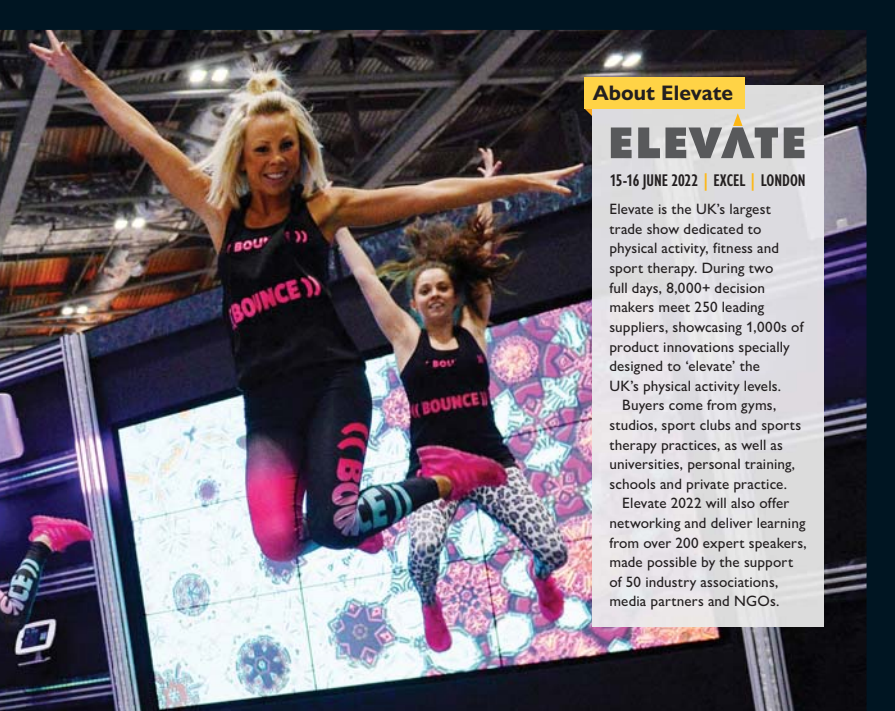 About Elevate
ELEVATE
15-16 JUNE 2022 | EXCEL | LONDON
Elevate is the UK's largest
trade show dedicated to
physical activity, fitness and
sport therapy. During two
full days, 8,000+ decision
makers meet 250 leading
suppliers, showcasing 1,000s of
product innovations specially
designed to 'elevate' the
UK's physical activity levels.
Buyers come from gyms,
studios, sport clubs and sports
therapy practices, as well as
universities, personal training,
schools and private practice.
Elevate 2022 will also offer
networking and deliver learning
from over 200 expert speakers,
made possible by the support
of 50 industry associations,
media partners and NGOs.
((BOUNCE))
((BOUNCE))